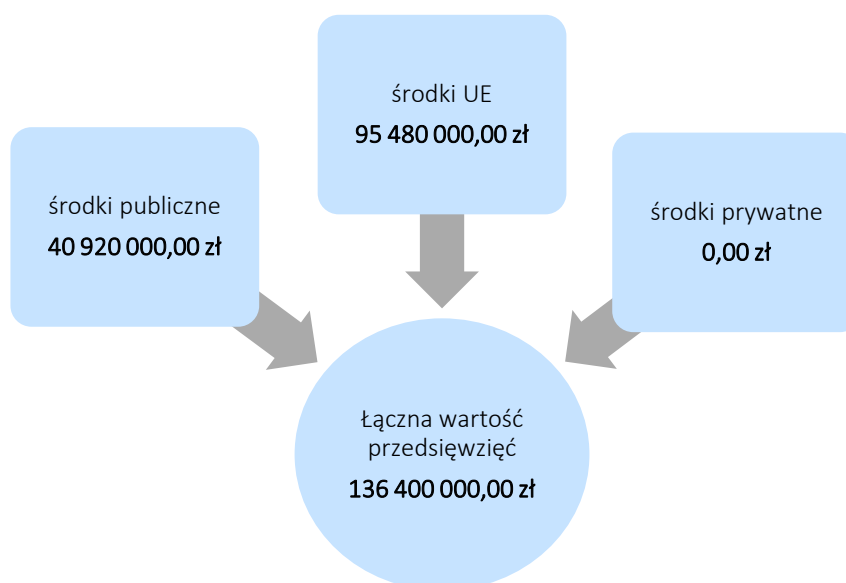 środki UE
95 480 000,00 zł
środki publiczne
40 920 000,00 zł
środki prywatne
0,00 zł
Łączna wartość
przedsięwzięć
136 400 000,00 zł